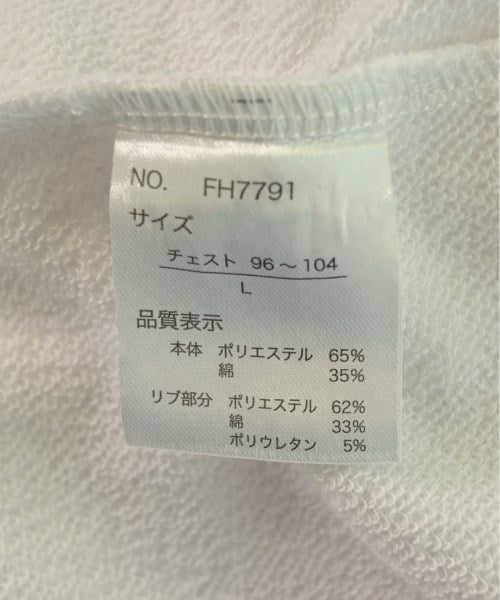 NO. FH7791
サイズ
チェスト 96～104
L
品質表示
本体 ポリエステル 65%
綿 35%
リブ部分 ポリエステル 62%
綿 33%
ポリウレタン 5%